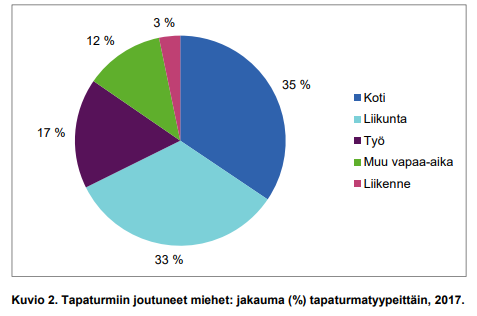 3 %
12 %
35 %
17 %
33 %
Koti
Liikunta
Työ
Muu vapaa-aika
Liikenne
Kuvio 2. Tapaturmiin joutuneet miehet: jakauma (%) tapaturmatyypeittäin, 2017.